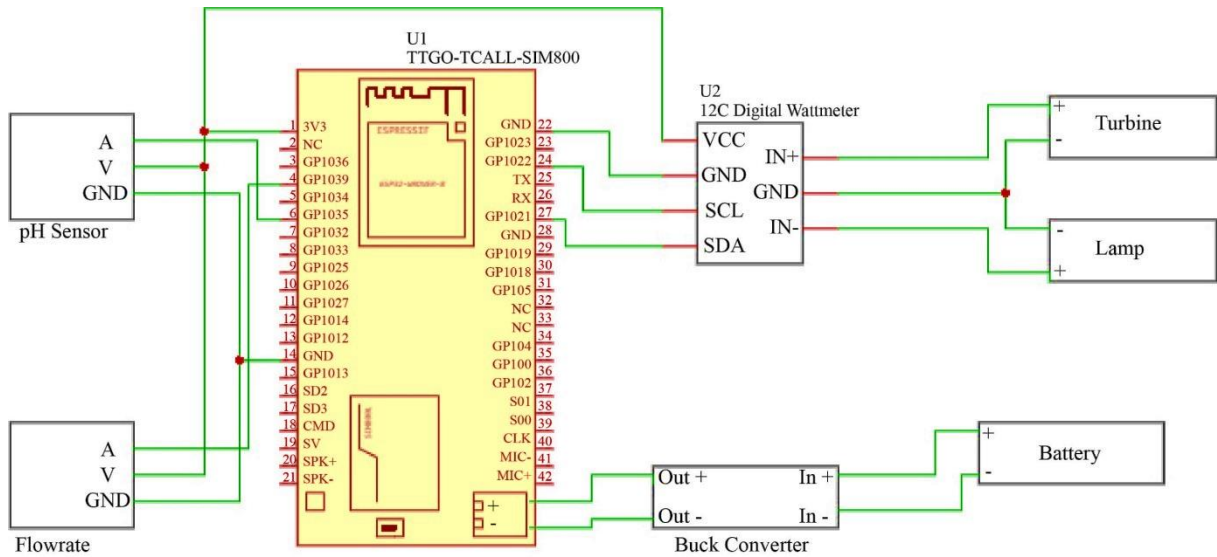 U1
TTGO-TCALL-SIM800
A
V
GND
pH Sensor
A
V
GND
Flowrate
1 3V3
2 NC
3 GP1036
4 GP1039
5 GP1034
6 GP1035
7 GP1032
8 GP1033
9 GP1025
10 GP1026
11 GP1027
12 GP1014
13 GP1012
14 GND
15 GP1013
16 SD2
17 SD3
18 CMD
19 SV
20 SPK+
21 SPK-
ESPRESSIF
GND 22
GP1023 23
GP1022 24
TX 25
RX 26
GP1021 27
GND 28
GP1019 29
GP1018 30
GP105 31
NC 32
NC 33
GP104 34
GP100 35
GP102 36
S01 37
S00 38
39
CLK 40
MIC- 41
MIC+ 42
+
-
U2
12C Digital Wattmeter
VCC
GND
SCL
SDA
IN+
GND
IN-
+
-
Turbine
-
+
Lamp
Out + In +
Out - In -
Buck Converter
+
-
Battery